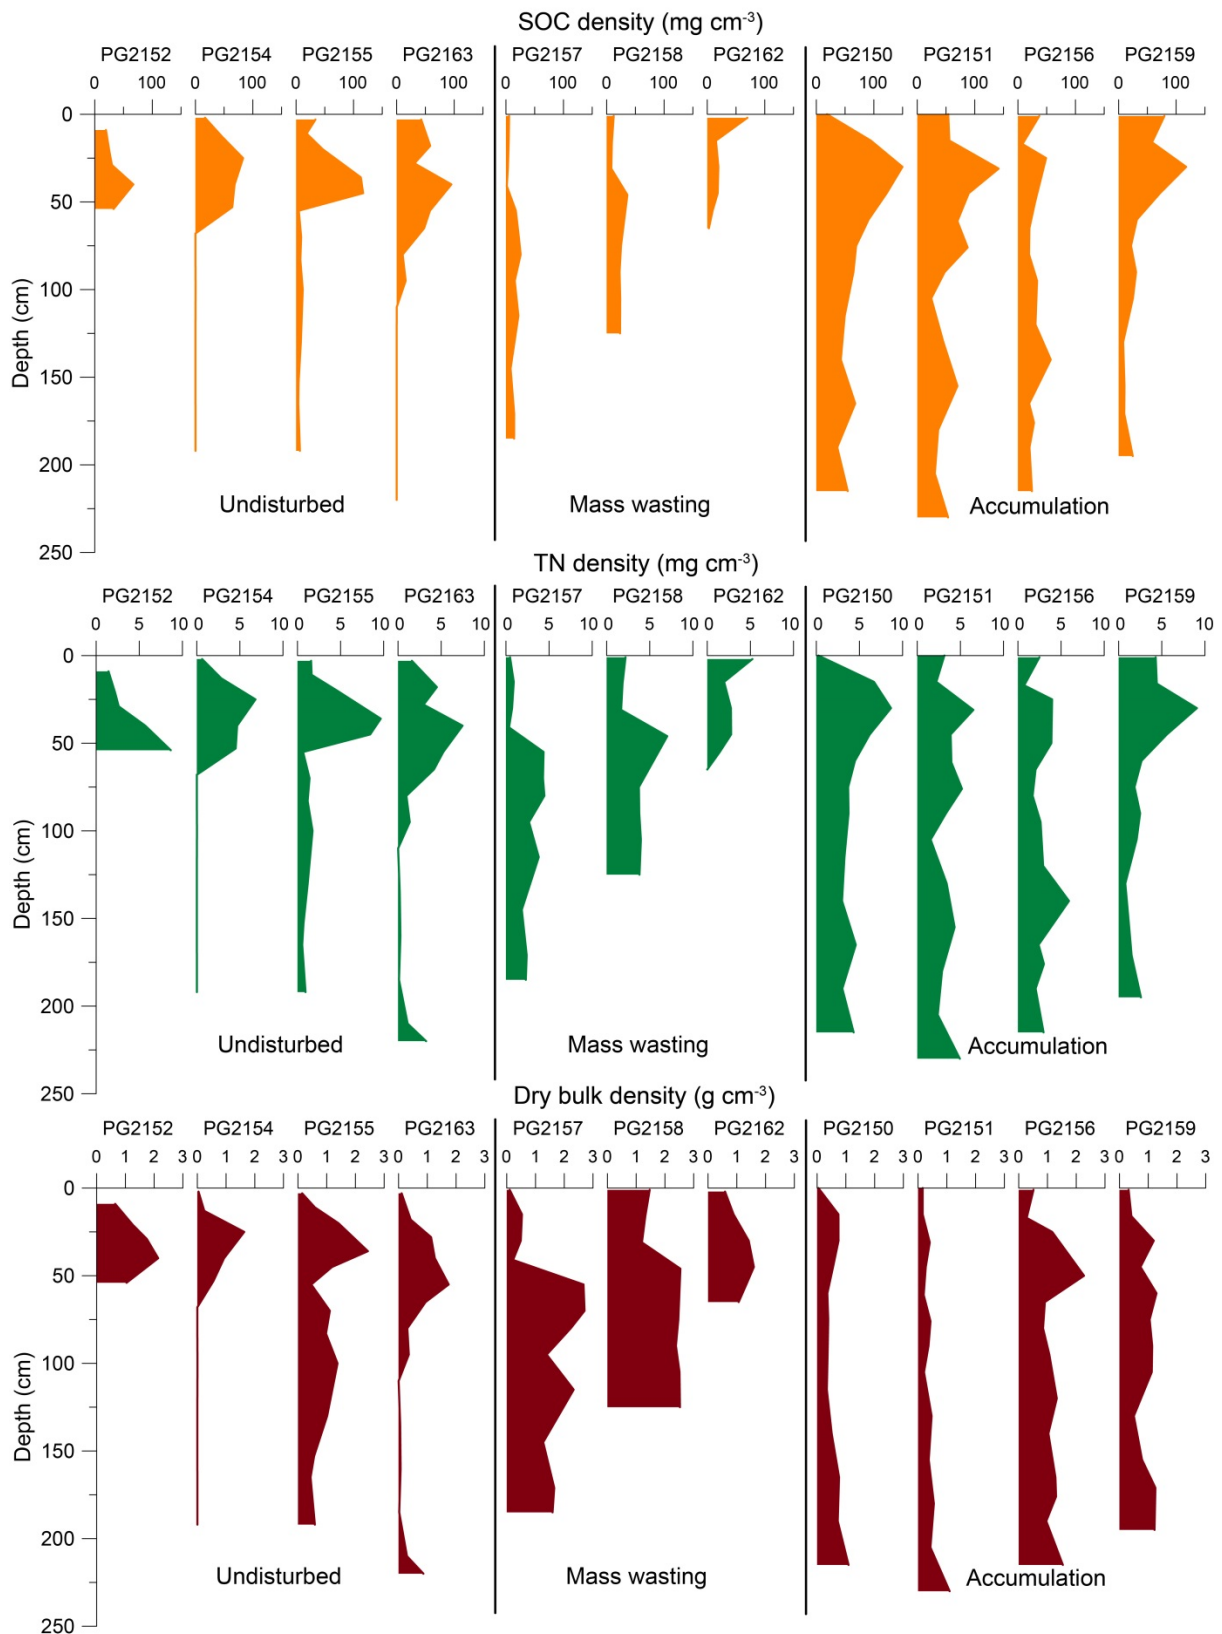 SOC density (mg cm⁻³)
PG2152 PG2154 PG2155 PG2163 PG2157 PG2158 PG2162 PG2150 PG2151 PG2156 PG2159
0 100 0 100 0 100 0 100 0 100 0 100 0 100 0 100 0 100 0 100 0 100
0
50
100
150
200
250
Depth (cm)
Undisturbed Mass wasting Accumulation
TN density (mg cm⁻³)
PG2152 PG2154 PG2155 PG2163 PG2157 PG2158 PG2162 PG2150 PG2151 PG2156 PG2159
0 5 10 0 5 10 0 5 10 0 5 10 0 5 10 0 5 10 0 5 10 0 5 10 0 5 10 0 5 10 0 5 10
0
50
100
150
200
250
Depth (cm)
Undisturbed Mass wasting Accumulation
Dry bulk density (g cm⁻³)
PG2152 PG2154 PG2155 PG2163 PG2157 PG2158 PG2162 PG2150 PG2151 PG2156 PG2159
0 1 2 3 0 1 2 3 0 1 2 3 0 1 2 3 0 1 2 3 0 1 2 3 0 1 2 3 0 1 2 3 0 1 2 3 0 1 2 3 0 1 2 3
0
50
100
150
200
250
Depth (cm)
Undisturbed Mass wasting Accumulation